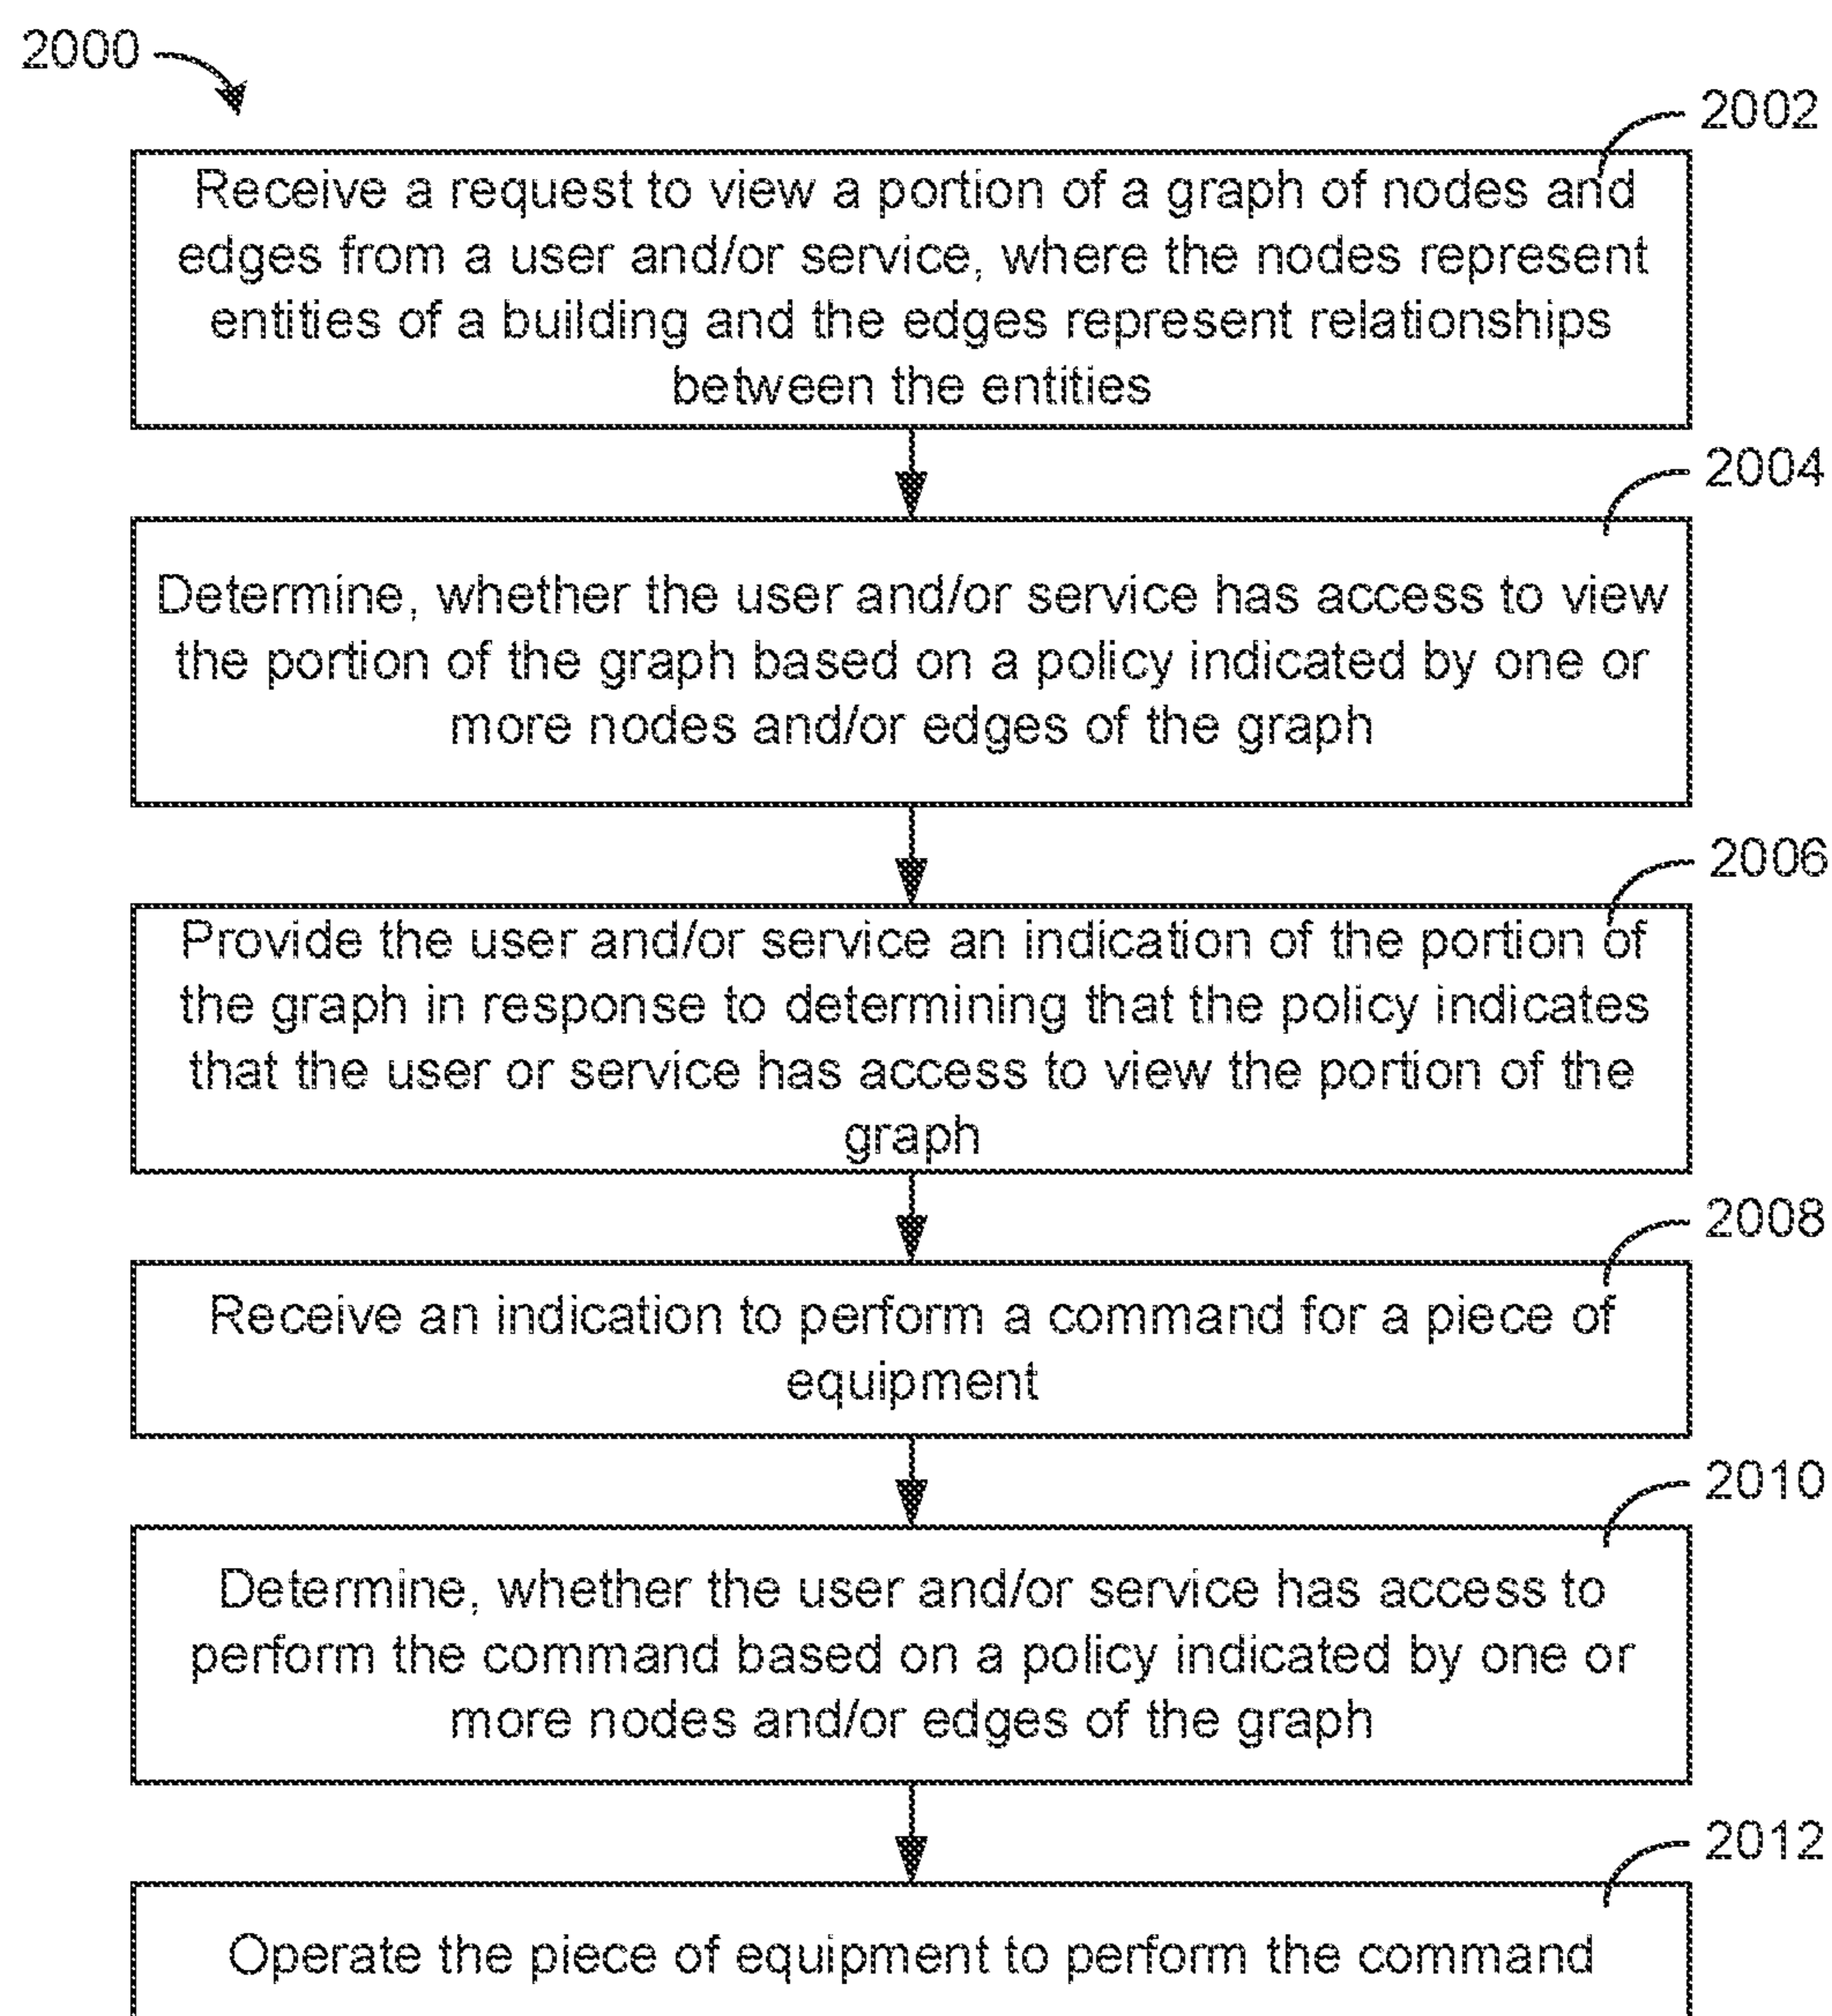 2000
2002
Receive a request to view a portion of a graph of nodes and
edges from a user and/or service, where the nodes represent
entities of a building and the edges represent relationships
between the entities
2004
Determine, whether the user and/or service has access to view
the portion of the graph based on a policy indicated by one or
more nodes and/or edges of the graph
2006
Provide the user and/or service an indication of the portion of
the graph in response to determining that the policy indicates
that the user or service has access to view the portion of the
graph
2008
Receive an indication to perform a command for a piece of
equipment
2010
Determine, whether the user and/or service has access to
perform the command based on a policy indicated by one or
more nodes and/or edges of the graph
2012
Operate the piece of equipment to perform the command